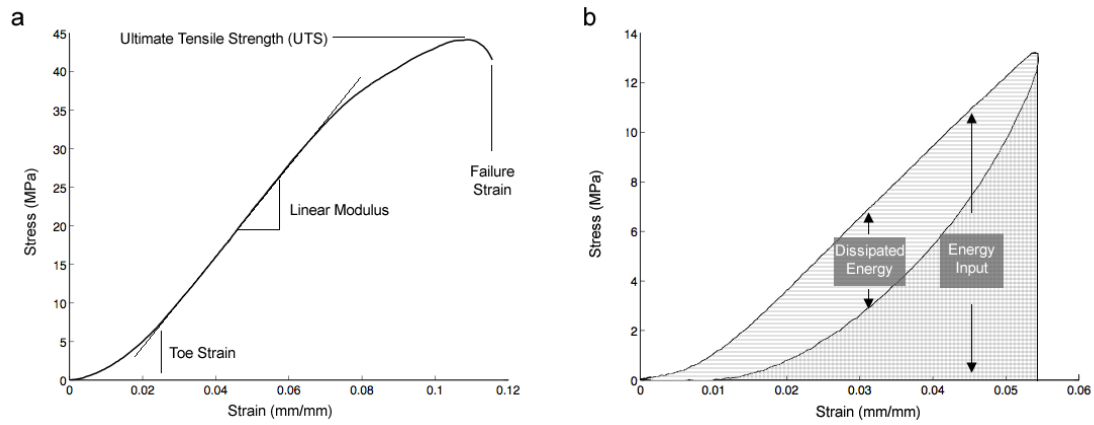 a
45
Ultimate Tensile Strength (UTS)
40
35
30
25
20
15
10
5
0
Stress (MPa)
Failure
Strain
Linear Modulus
Toe Strain
0 0.02 0.04 0.06 0.08 0.1 0.12
Strain (mm/mm)
b
14
12
10
8
6
4
2
0
Stress (MPa)
Dissipated
Energy
Energy
Input
0 0.01 0.02 0.03 0.04 0.05 0.06
Strain (mm/mm)